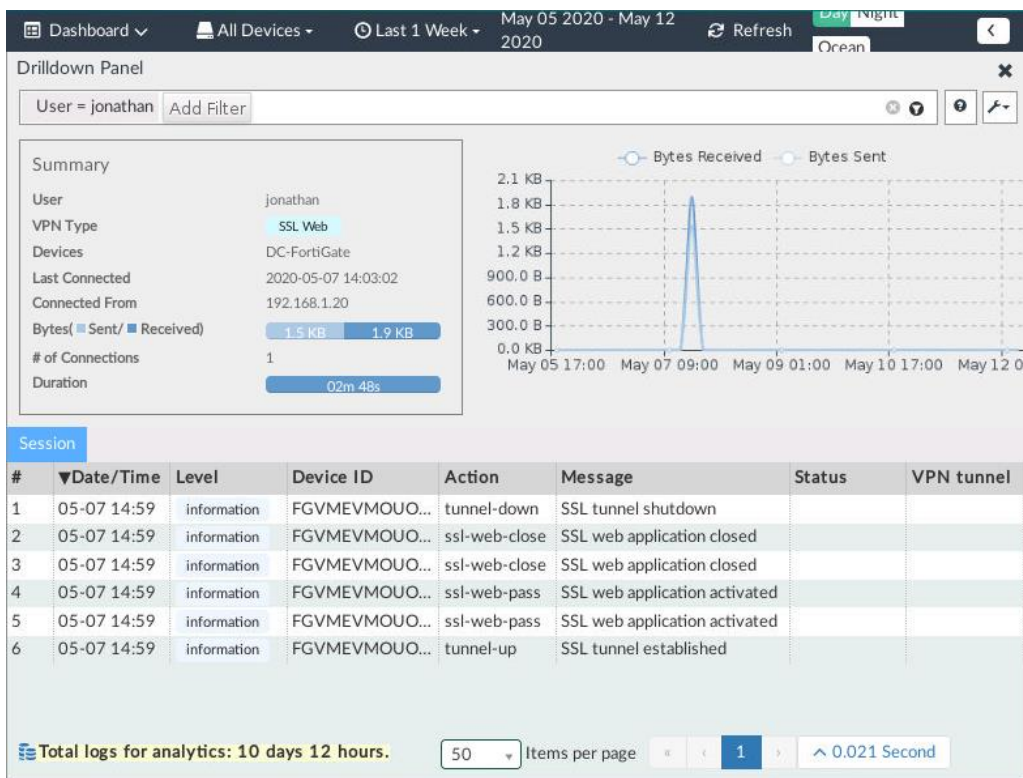 Dashboard All Devices Last 1 Week May 05 2020 - May 12 2020 Refresh Day Night Ocean
Drilldown Panel
User = jonathan Add Filter
Summary
User jonathan
VPN Type SSL Web
Devices DC-FortiGate
Last Connected 2020-05-07 14:03:02
Connected From 192.168.1.20
Bytes( Sent/ Received) 1.5 KB 1.9 KB
# of Connections 1
Duration 02m 48s
Bytes Received Bytes Sent
2.1 KB
1.8 KB
1.5 KB
1.2 KB
900.0 B
600.0 B
300.0 B
0.0 KB
May 05 17:00 May 07 09:00 May 09 01:00 May 10 17:00 May 12 0
Session
# ▼Date/Time Level Device ID Action Message Status VPN tunnel
1 05-07 14:59 information FGVMEVMOUO... tunnel-down SSL tunnel shutdown
2 05-07 14:59 information FGVMEVMOUO... ssl-web-close SSL web application closed
3 05-07 14:59 information FGVMEVMOUO... ssl-web-close SSL web application closed
4 05-07 14:59 information FGVMEVMOUO... ssl-web-pass SSL web application activated
5 05-07 14:59 information FGVMEVMOUO... ssl-web-pass SSL web application activated
6 05-07 14:59 information FGVMEVMOUO... tunnel-up SSL tunnel established
Total logs for analytics: 10 days 12 hours. 50 Items per page « ‹ 1 › 0.021 Second